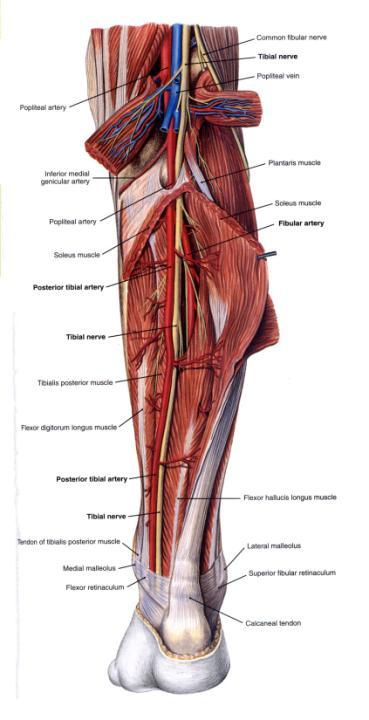 Common fibular nerve
Tibial nerve
Popliteal vein
Popliteal artery
Plantaris muscle
Inferior medial
genicular artery
Soleus muscle
Popliteal artery
Fibular artery
Soleus muscle
Posterior tibial artery
Tibial nerve
Tibialis posterior muscle
Flexor digitorum longus muscle
Posterior tibial artery
Flexor hallucis longus muscle
Tibial nerve
Tendon of tibialis posterior muscle
Lateral malleolus
Medial malleolus
Superior fibular retinaculum
Flexor retinaculum
Calcaneal tendon